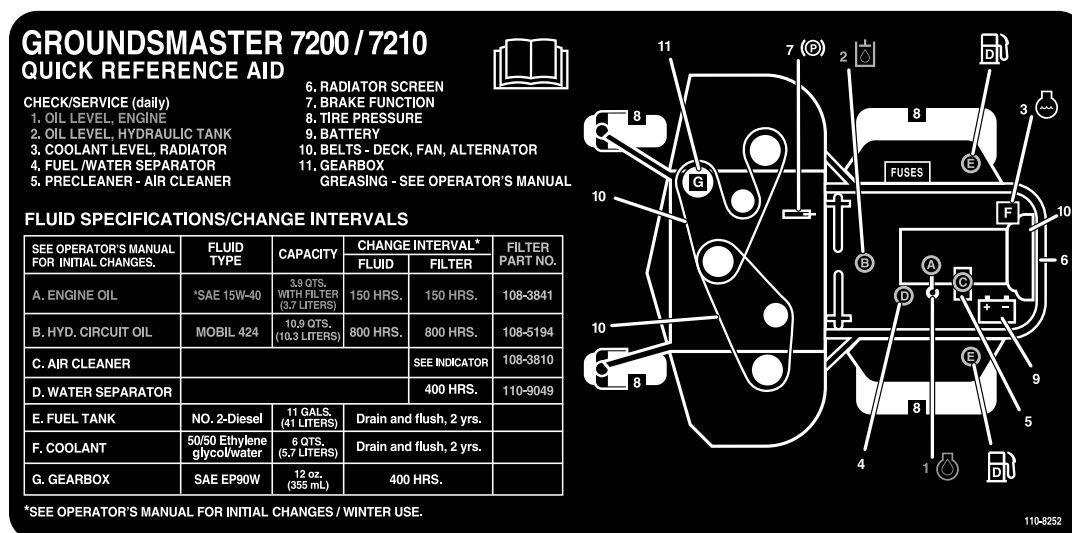 GROUNDSMASTER 7200 / 7210
QUICK REFERENCE AID
CHECK/SERVICE (daily)
1. OIL LEVEL, ENGINE
2. OIL LEVEL, HYDRAULIC TANK
3. COOLANT LEVEL, RADIATOR
4. FUEL /WATER SEPARATOR
5. PRECLEANER - AIR CLEANER
6. RADIATOR SCREEN
7. BRAKE FUNCTION
8. TIRE PRESSURE
9. BATTERY
10. BELTS - DECK, FAN, ALTERNATOR
11. GEARBOX
GREASING - SEE OPERATOR'S MANUAL
FLUID SPECIFICATIONS/CHANGE INTERVALS
SEE OPERATOR'S MANUAL
FOR INITIAL CHANGES.
FLUID
TYPE
CAPACITY
CHANGE INTERVAL*
FLUID
FILTER
FILTER
PART NO.
A. ENGINE OIL
*SAE 15W-40
3.9 QTS.
WITH FILTER
(3.7 LITERS)
150 HRS.
150 HRS.
108-3841
B. HYD. CIRCUIT OIL
MOBIL 424
10.9 QTS.
(10.3 LITERS)
800 HRS.
800 HRS.
108-5194
C. AIR CLEANER
SEE INDICATOR
108-3810
D. WATER SEPARATOR
400 HRS.
110-9049
E. FUEL TANK
NO. 2-Diesel
11 GALS.
(41 LITERS)
Drain and flush, 2 yrs.
F. COOLANT
50/50 Ethylene
glycol/water
6 QTS.
(5.7 LITERS)
Drain and flush, 2 yrs.
G. GEARBOX
SAE EP90W
12 oz.
(355 mL)
400 HRS.
*SEE OPERATOR'S MANUAL FOR INITIAL CHANGES / WINTER USE.
11
7 (P)
2
D
8
8
3
E
G
FUSES
10
F
10
B
A
6
C
D
+ -
10
E
8
9
8
5
4
1
D
110-8252